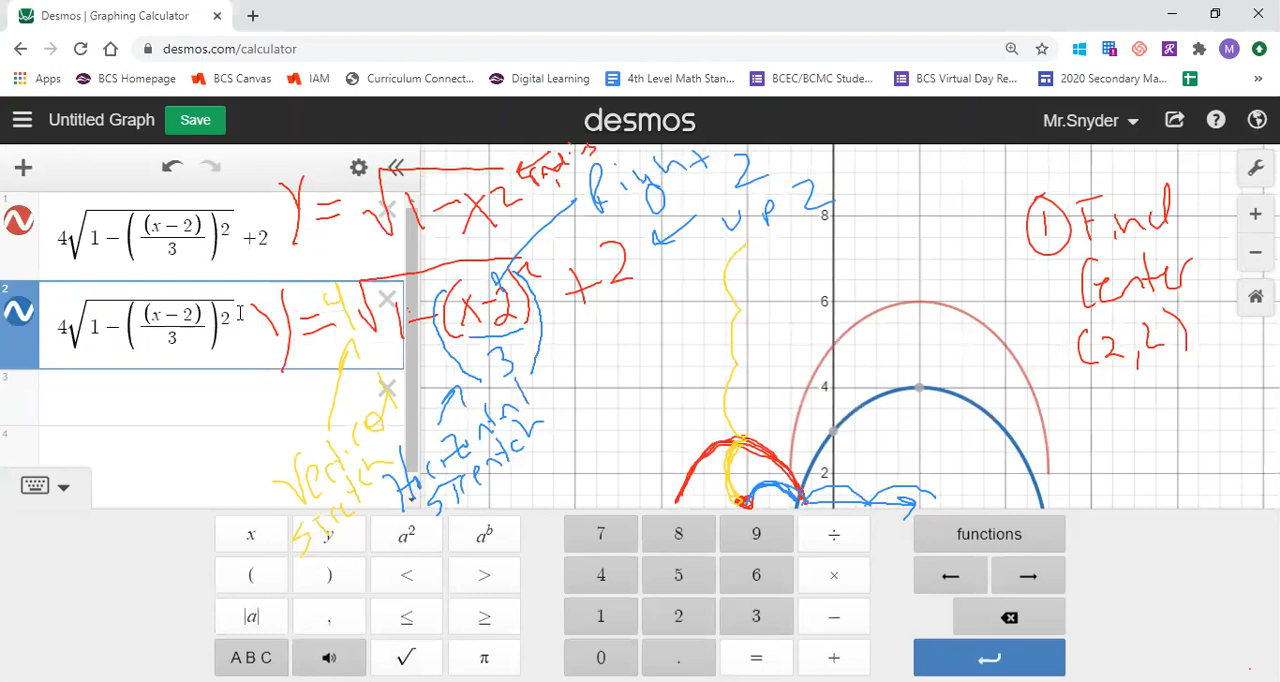 Desmos | Graphing Calculator
desmos.com/calculator
M
Apps BCS Homepage BCS Canvas IAM Curriculum Connect... Digital Learning 4th Level Math Stan... BCEC/BCMC Stude... BCS Virtual Day Re... 2020 Secondary Ma... »
Untitled Graph Save desmos Mr.Snyder
y = √1 - x²
Right 2
up 2
1 4√1 − ((x−2)/3)² +2
2 4√1 − ((x−2)/3)²
y = 4√1 - ((x-2)/3)² + 2
① Find
Center
(2,2)
3
4
Vertical
stretch
Horizontal
stretch
8
6
4
2
x y a² aᵇ 7 8 9 ÷ functions
( ) < > 4 5 6 × ← →
|a| , ≤ ≥ 1 2 3 −
A B C √ π 0 . = +